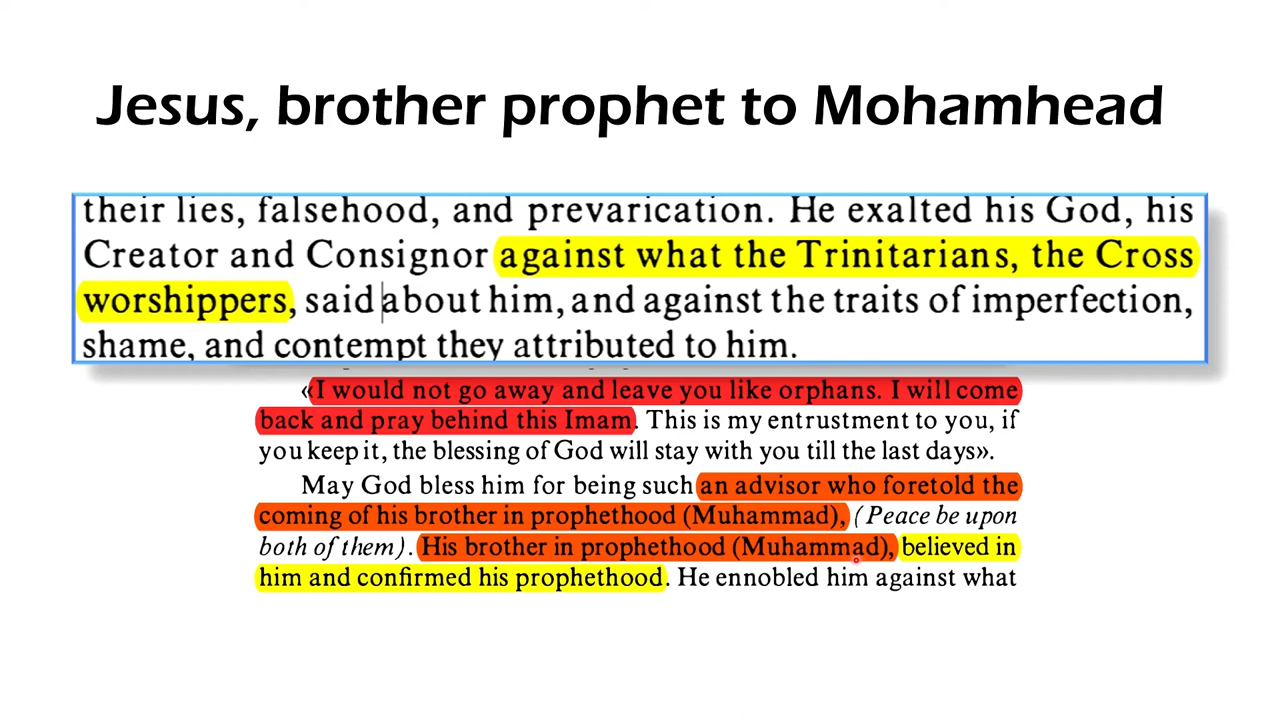 Jesus, brother prophet to Mohamhead
their lies, falsehood, and prevarication. He exalted his God, his
Creator and Consignor against what the Trinitarians, the Cross
worshippers, said about him, and against the traits of imperfection,
shame, and contempt they attributed to him.
«I would not go away and leave you like orphans. I will come
back and pray behind this Imam. This is my entrustment to you, if
you keep it, the blessing of God will stay with you till the last days».
May God bless him for being such an advisor who foretold the
coming of his brother in prophethood (Muhammad), (Peace be upon
both of them). His brother in prophethood (Muhammad), believed in
him and confirmed his prophethood. He ennobled him against what